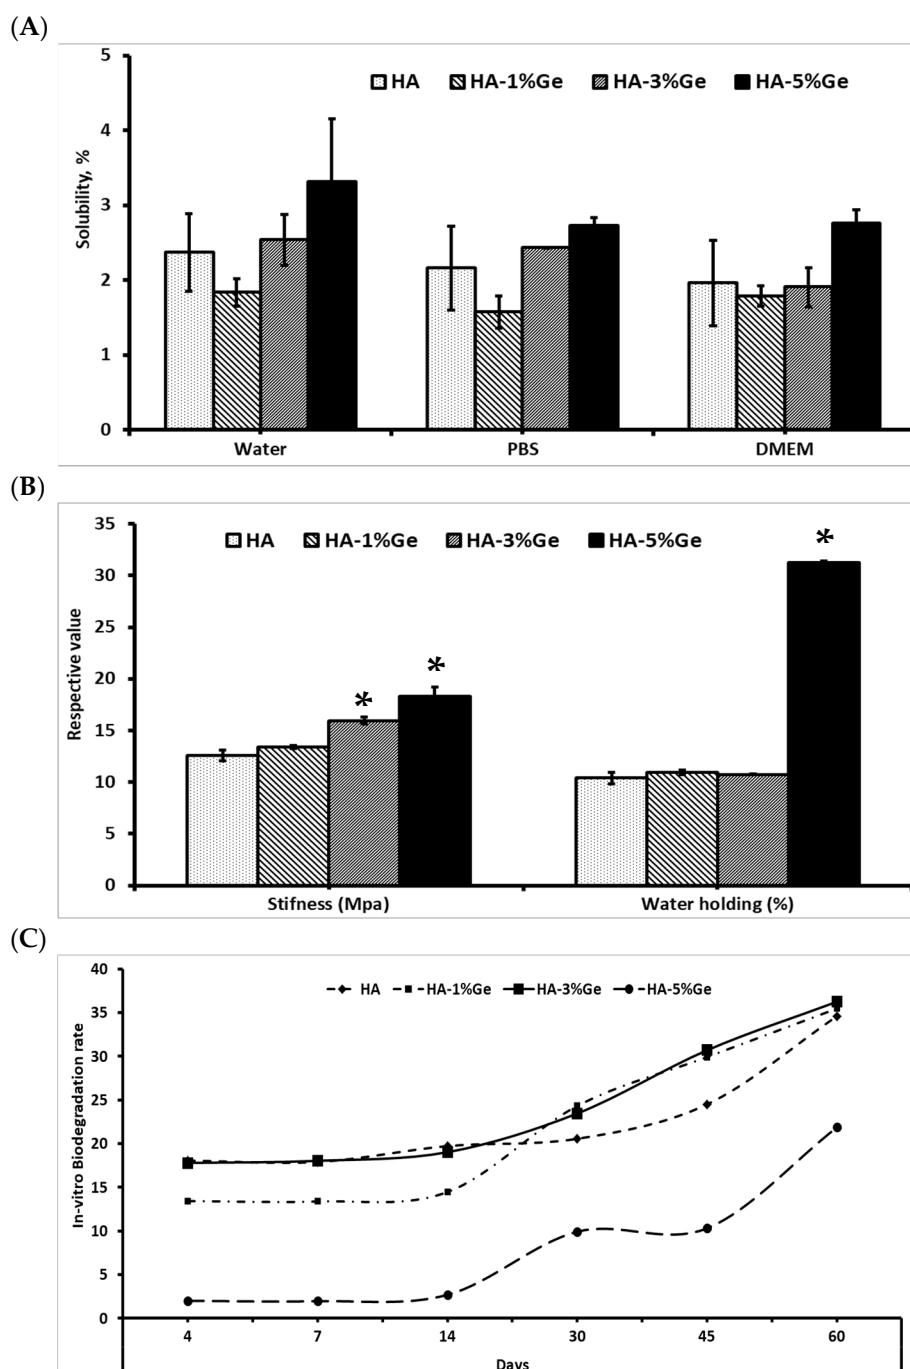 (A)
5
HA HA-1%Ge HA-3%Ge HA-5%Ge
4
3
2
1
0
Solubility, %
Water PBS DMEM
(B)
35
HA HA-1%Ge HA-3%Ge HA-5%Ge
*
30
25
20
* *
15
10
5
0
Respective value
Stifness (Mpa) Water holding (%)
(C)
40
HA HA-1%Ge HA-3%Ge HA-5%Ge
35
30
25
20
15
10
5
0
In-vitro Biodegradation rate
4 7 14 30 45 60
Days